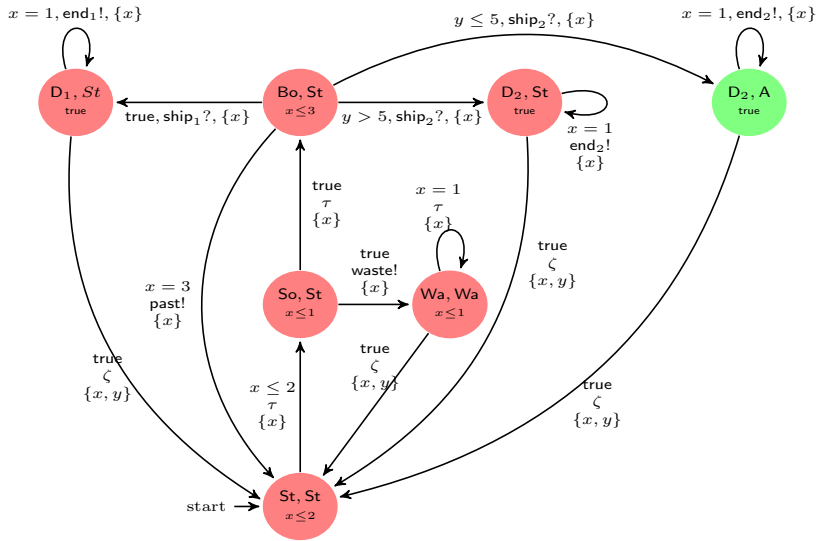 x = 1, end₁!, {x}
y ≤ 5, ship₂?, {x}
x = 1, end₂!, {x}
D₁, St
true
Bo, St
x≤3
D₂, St
true
D₂, A
true
true, ship₁?, {x}
y > 5, ship₂?, {x}
x = 1
end₂!
{x}
true
τ
{x}
x = 1
τ
{x}
true
waste!
{x}
true
ζ
{x, y}
x = 3
past!
{x}
So, St
x≤1
Wa, Wa
x≤1
true
ζ
{x, y}
x ≤ 2
τ
{x}
true
ζ
{x, y}
true
ζ
{x, y}
start
St, St
x≤2